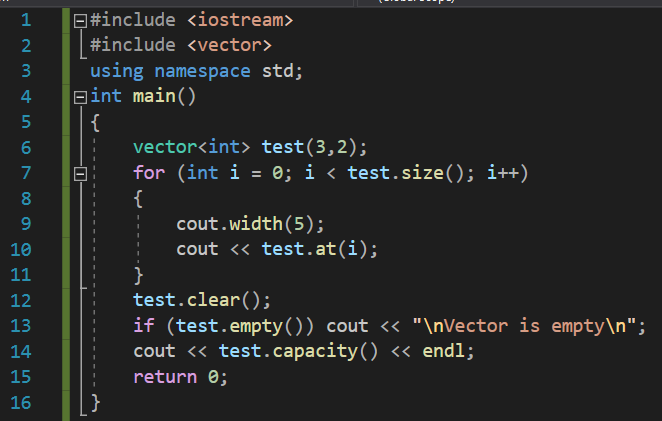 1 #include <iostream>
2 #include <vector>
3 using namespace std;
4 int main()
5 {
6 vector<int> test(3,2);
7 for (int i = 0; i < test.size(); i++)
8 {
9 cout.width(5);
10 cout << test.at(i);
11 }
12 test.clear();
13 if (test.empty()) cout << "\nVector is empty\n";
14 cout << test.capacity() << endl;
15 return 0;
16 }